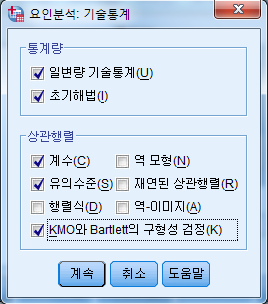 요인분석: 기술통계
통계량
일변량 기술통계(U)
초기해법(I)
상관행렬
계수(C) 역 모형(N)
유의수준(S) 재연된 상관행렬(R)
행렬식(D) 역-이미지(A)
KMO와 Bartlett의 구형성 검정(K)
계속 취소 도움말